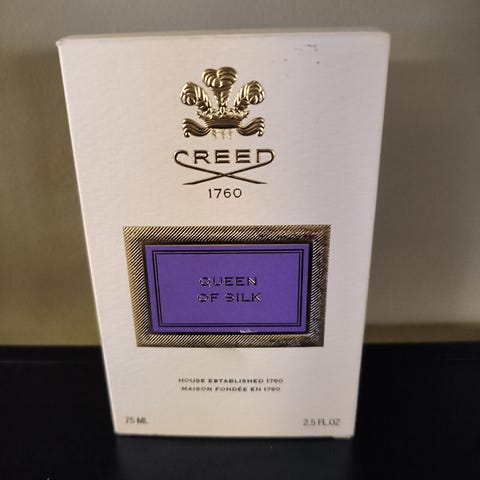 CREED
1760
QUEEN
OF SILK
HOUSE ESTABLISHED 1760
MAISON FONDÉE EN 1760
75 ML
2.5 FL.OZ